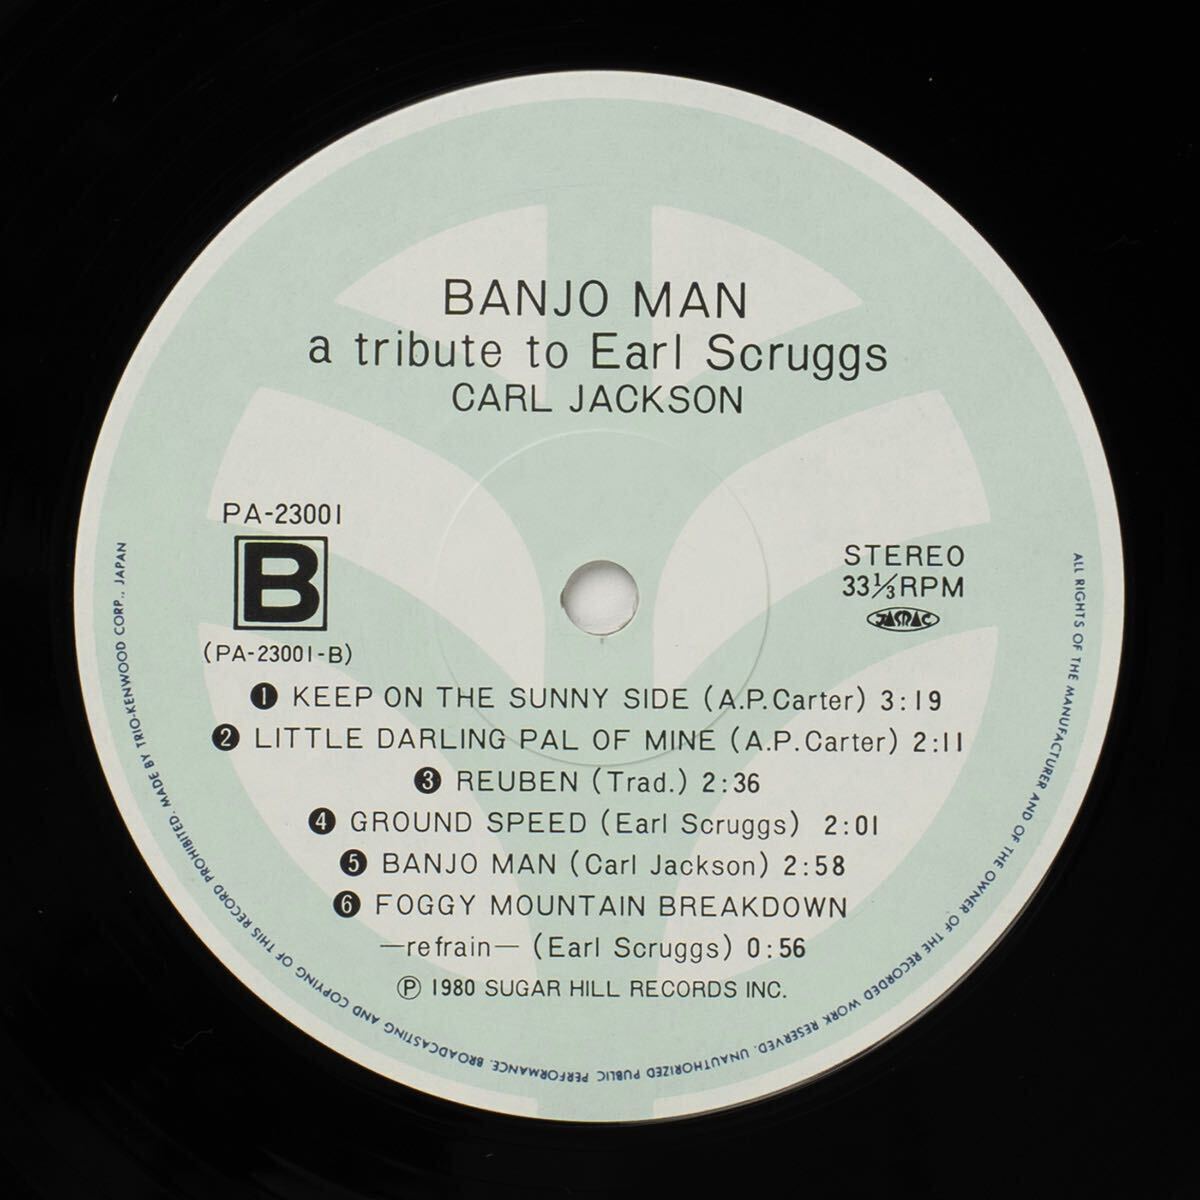 BANJO MAN
a tribute to Earl Scruggs
CARL JACKSON
PA-23001
B
(PA-23001-B)
STEREO
33⅓RPM
JASRAC
❶ KEEP ON THE SUNNY SIDE (A.P.Carter) 3:19
❷ LITTLE DARLING PAL OF MINE (A.P.Carter) 2:11
❸ REUBEN (Trad.) 2:36
❹ GROUND SPEED (Earl Scruggs) 2:01
❺ BANJO MAN (Carl Jackson) 2:58
❻ FOGGY MOUNTAIN BREAKDOWN
—refrain— (Earl Scruggs) 0:56
Ⓟ 1980 SUGAR HILL RECORDS INC.
ALL RIGHTS OF THE MANUFACTURER AND OF THE OWNER OF THE RECORDED WORK RESERVED. UNAUTHORIZED PUBLIC PERFORMANCE. BROADCASTING AND COPYING OF THIS RECORD PROHIBITED. MADE BY TRIO-KENWOOD CORP., JAPAN